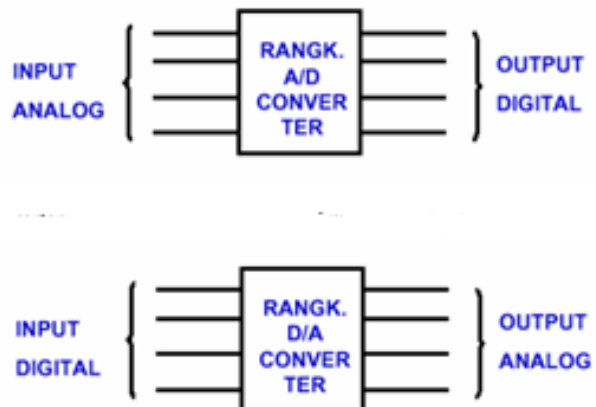 INPUT
ANALOG
RANGK.
A/D
CONVER
TER
OUTPUT
DIGITAL
INPUT
DIGITAL
RANGK.
D/A
CONVER
TER
OUTPUT
ANALOG